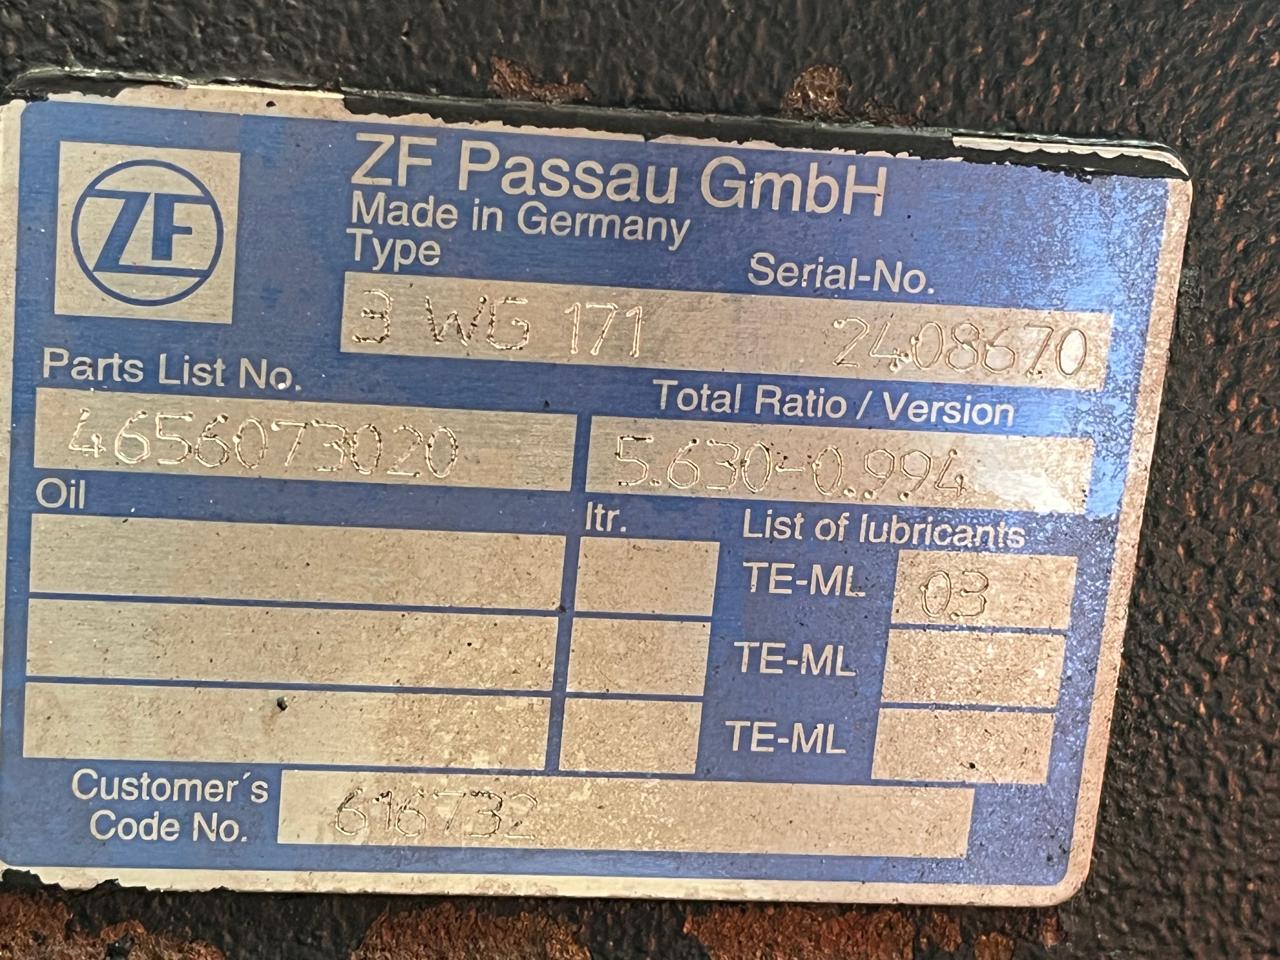 ZF
ZF Passau GmbH
Made in Germany
Type
Serial-No.
3 WG 171
2408670
Parts List No.
Total Ratio / Version
4656073020
5.630-0.994
Oil
ltr.
List of lubricants
TE-ML 03
TE-ML
TE-ML
Customer´s
Code No.
616732